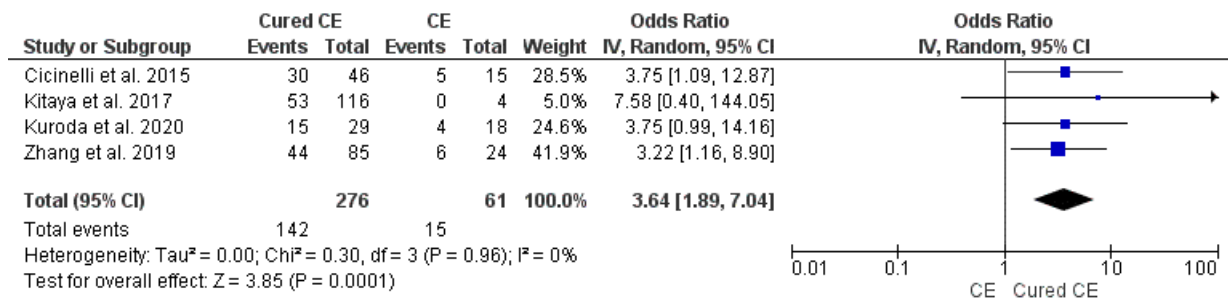 Cured CE CE Odds Ratio Odds Ratio
Study or Subgroup Events Total Events Total Weight IV, Random, 95% CI IV, Random, 95% CI
Cicinelli et al. 2015 30 46 5 15 28.5% 3.75 [1.09, 12.87]
Kitaya et al. 2017 53 116 0 4 5.0% 7.58 [0.40, 144.05]
Kuroda et al. 2020 15 29 4 18 24.6% 3.75 [0.99, 14.16]
Zhang et al. 2019 44 85 6 24 41.9% 3.22 [1.16, 8.90]
Total (95% CI) 276 61 100.0% 3.64 [1.89, 7.04]
Total events 142 15
Heterogeneity: Tau² = 0.00; Chi² = 0.30, df = 3 (P = 0.96); I² = 0%
Test for overall effect: Z = 3.85 (P = 0.0001)
0.01 0.1 1 10 100
CE Cured CE